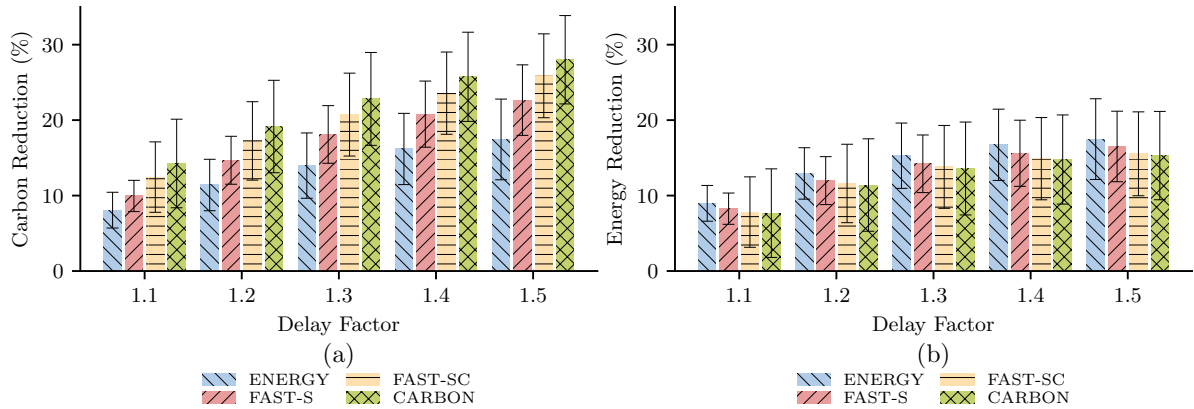 Carbon Reduction (%)
30
20
10
0
1.1 1.2 1.3 1.4 1.5
Delay Factor
(a)
ENERGY FAST-SC
FAST-S CARBON
Energy Reduction (%)
30
20
10
0
1.1 1.2 1.3 1.4 1.5
Delay Factor
(b)
ENERGY FAST-SC
FAST-S CARBON